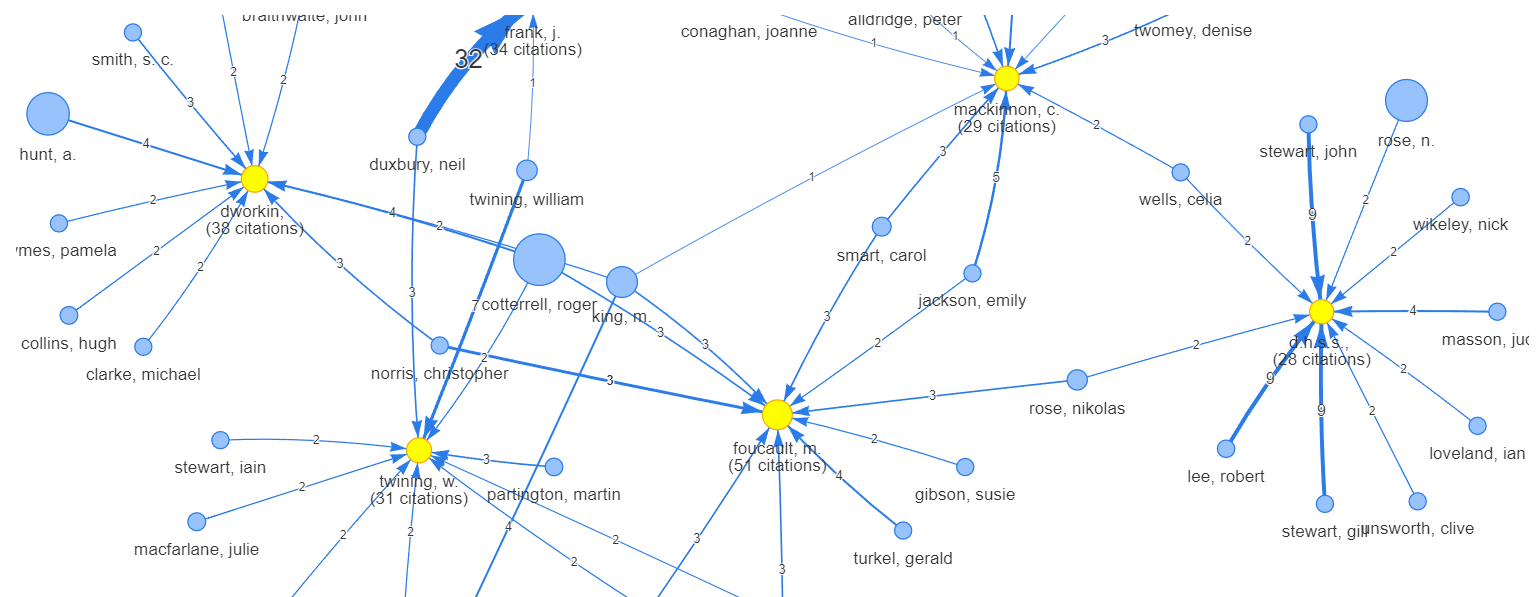 braithwaite, john
frank, j.
(34 citations)
conaghan, joanne
alldridge, peter
twomey, denise
smith, s. c.
32
2
2
1
1
1
3
3
hunt, a.
4
duxbury, neil
mackinnon, c.
(29 citations)
2
stewart, john
rose, n.
3
5
1
twining, william
2
dworkin,
(38 citations)
4
2
wells, celia
9
2
wikeley, nick
ymes, pamela
2
2
3
smart, carol
2
2
3
7
cotterrell, roger
king, m.
jackson, emily
4
collins, hugh
clarke, michael
3
3
3
2
2
d.h.s.s.,
(28 citations)
masson, juc
norris, christopher
2
3
9
2
3
rose, nikolas
9
2
stewart, iain
2
3
twining, w.
(31 citations)
partington, martin
foucault, m.
(51 citations)
2
4
gibson, susie
lee, robert
loveland, ian
2
macfarlane, julie
2
2
4
2
2
3
3
turkel, gerald
stewart, gill
unsworth, clive